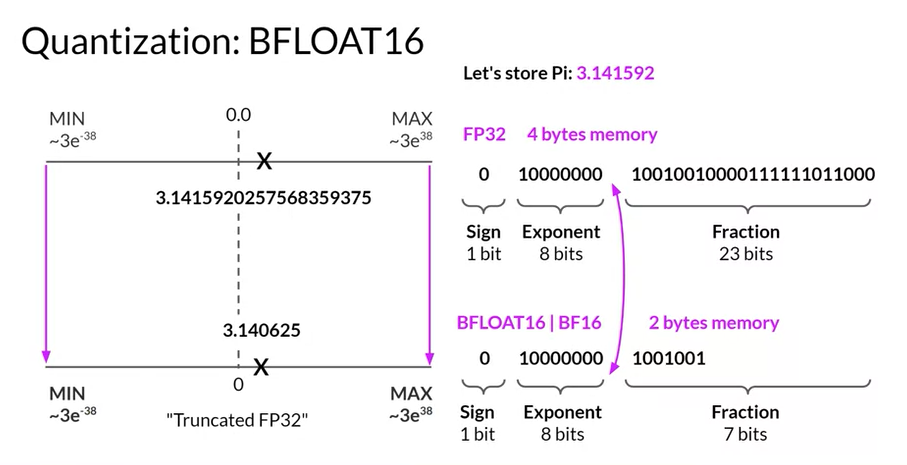 Quantization: BFLOAT16
Let's store Pi: 3.141592
MIN
~3e-38
0.0
MAX
~3e38
3.1415920257568359375
3.140625
MIN
~3e-38
0
MAX
~3e38
"Truncated FP32"
FP32 4 bytes memory
0 10000000 10010010000111111011000
Sign Exponent Fraction
1 bit 8 bits 23 bits
BFLOAT16 | BF16 2 bytes memory
0 10000000 1001001
Sign Exponent Fraction
1 bit 8 bits 7 bits